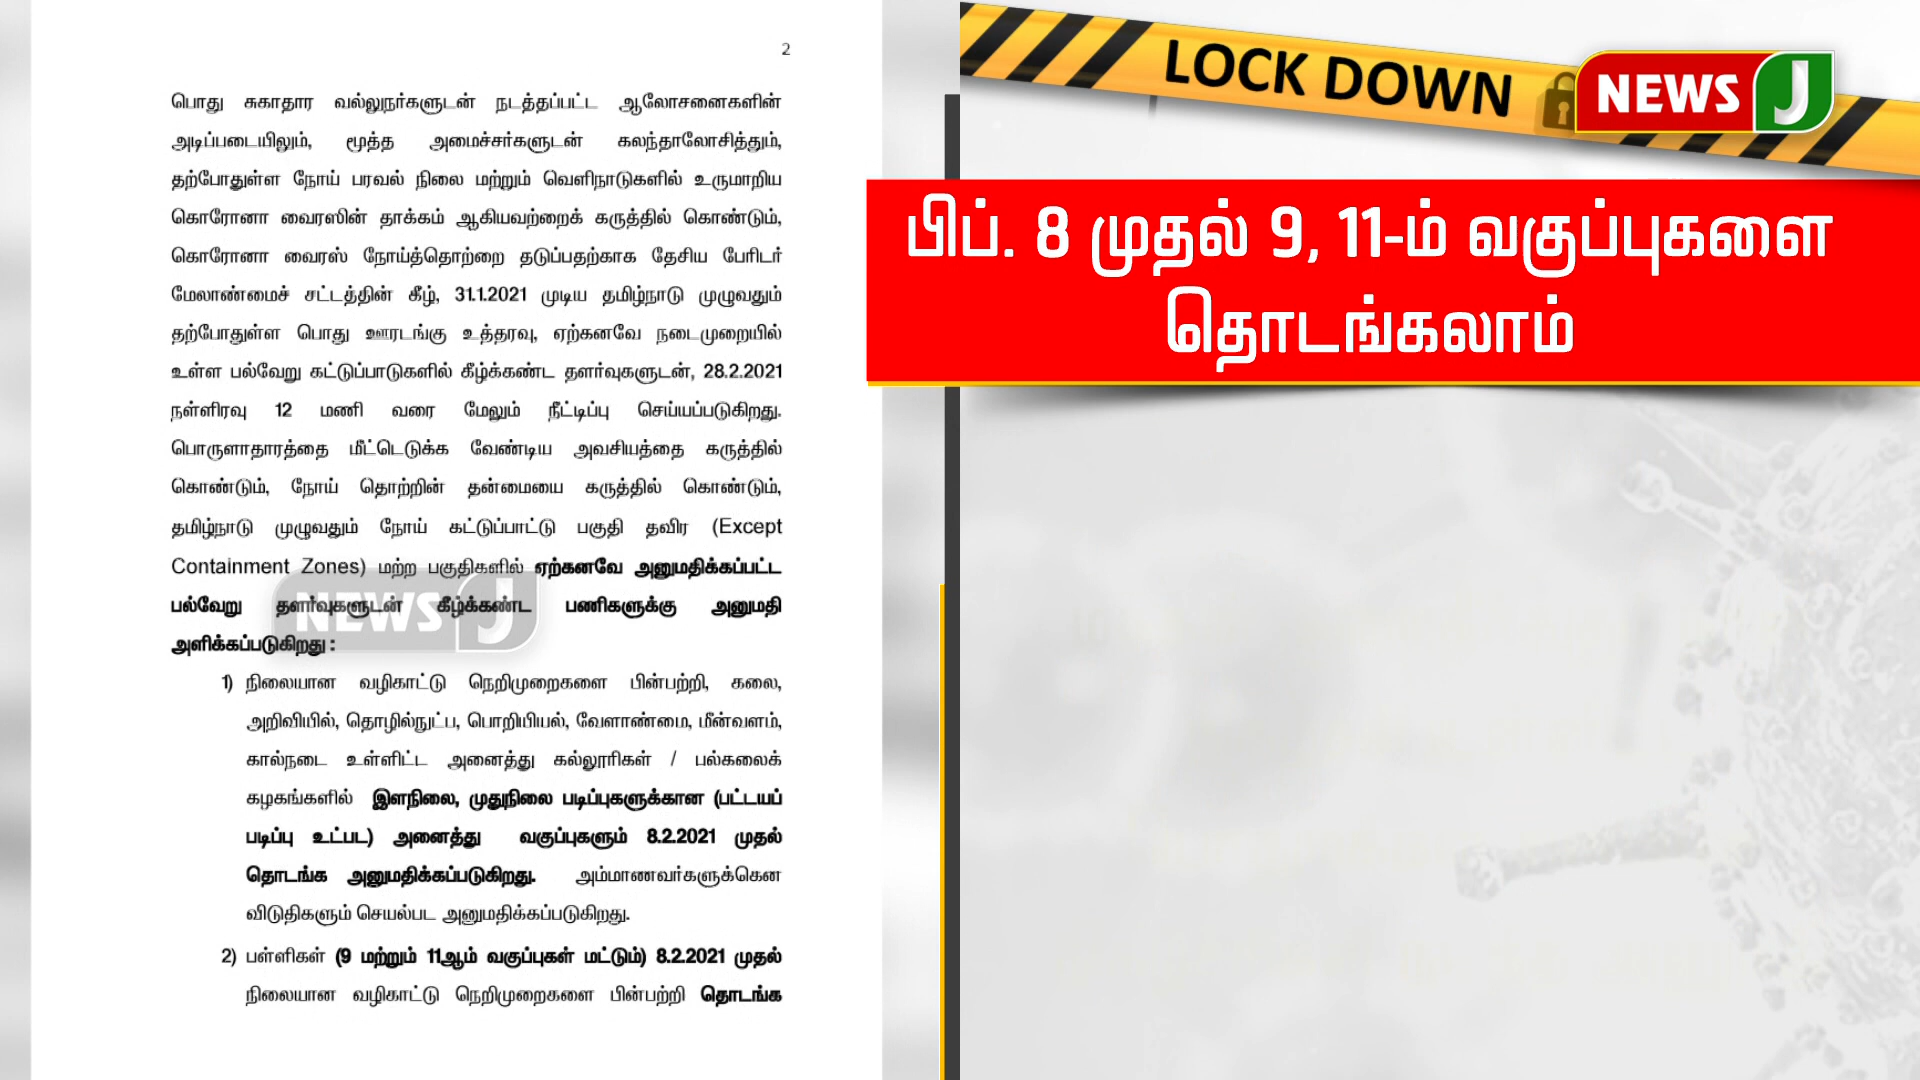 2
பொது சுகாதார வல்லுநர்களுடன் நடத்தப்பட்ட ஆலோசனைகளின்
அடிப்படையிலும், மூத்த அமைச்சர்களுடன் கலந்தாலோசித்தும்,
தற்போதுள்ள நோய் பரவல் நிலை மற்றும் வெளிநாடுகளில் உருமாறிய
கொரோனா வைரஸின் தாக்கம் ஆகியவற்றைக் கருத்தில் கொண்டும்,
கொரோனா வைரஸ் நோய்த்தொற்றை தடுப்பதற்காக தேசிய பேரிடர்
மேலாண்மைச் சட்டத்தின் கீழ், 31.1.2021 முடிய தமிழ்நாடு முழுவதும்
தற்போதுள்ள பொது ஊரடங்கு உத்தரவு, ஏற்கனவே நடைமுறையில்
உள்ள பல்வேறு கட்டுப்பாடுகளில் கீழ்க்கண்ட தளர்வுகளுடன், 28.2.2021
நள்ளிரவு 12 மணி வரை மேலும் நீட்டிப்பு செய்யப்படுகிறது.
பொருளாதாரத்தை மீட்டெடுக்க வேண்டிய அவசியத்தை கருத்தில்
கொண்டும், நோய் தொற்றின் தன்மையை கருத்தில் கொண்டும்,
தமிழ்நாடு முழுவதும் நோய் கட்டுப்பாட்டு பகுதி தவிர (Except
Containment Zones) மற்ற பகுதிகளில் ஏற்கனவே அனுமதிக்கப்பட்ட
பல்வேறு தளர்வுகளுடன் கீழ்க்கண்ட பணிகளுக்கு அனுமதி
அளிக்கப்படுகிறது :
NEWS J
1) நிலையான வழிகாட்டு நெறிமுறைகளை பின்பற்றி, கலை,
அறிவியில், தொழில்நுட்ப, பொறியியல், வேளாண்மை, மீன்வளம்,
கால்நடை உள்ளிட்ட அனைத்து கல்லூரிகள் / பல்கலைக்
கழகங்களில் இளநிலை, முதுநிலை படிப்புகளுக்கான (பட்டயப்
படிப்பு உட்பட) அனைத்து வகுப்புகளும் 8.2.2021 முதல்
தொடங்க அனுமதிக்கப்படுகிறது. அம்மாணவர்களுக்கென
விடுதிகளும் செயல்பட அனுமதிக்கப்படுகிறது.
2) பள்ளிகள் (9 மற்றும் 11ஆம் வகுப்புகள் மட்டும்) 8.2.2021 முதல்
நிலையான வழிகாட்டு நெறிமுறைகளை பின்பற்றி தொடங்க
LOCK DOWN
NEWS J
பிப். 8 முதல் 9, 11-ம் வகுப்புகளை
தொடங்கலாம்